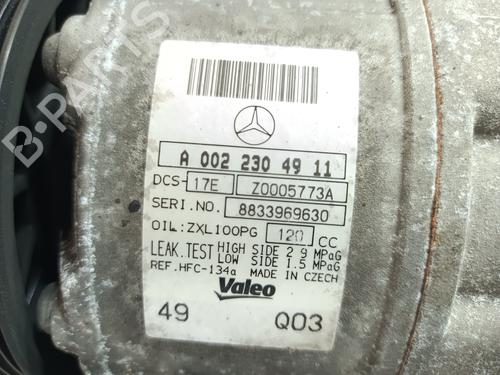 B-PARTS
A 002 230 49 11
DCS- 17E Z0005773A
SERI.NO. 8833969630
OIL:ZXL100PG 120 CC
LEAK.TEST HIGH SIDE 2.9 MPaG
LOW SIDE 1.5 MPaG
REF.HFC-134a MADE IN CZECH
Valeo
49 Q03